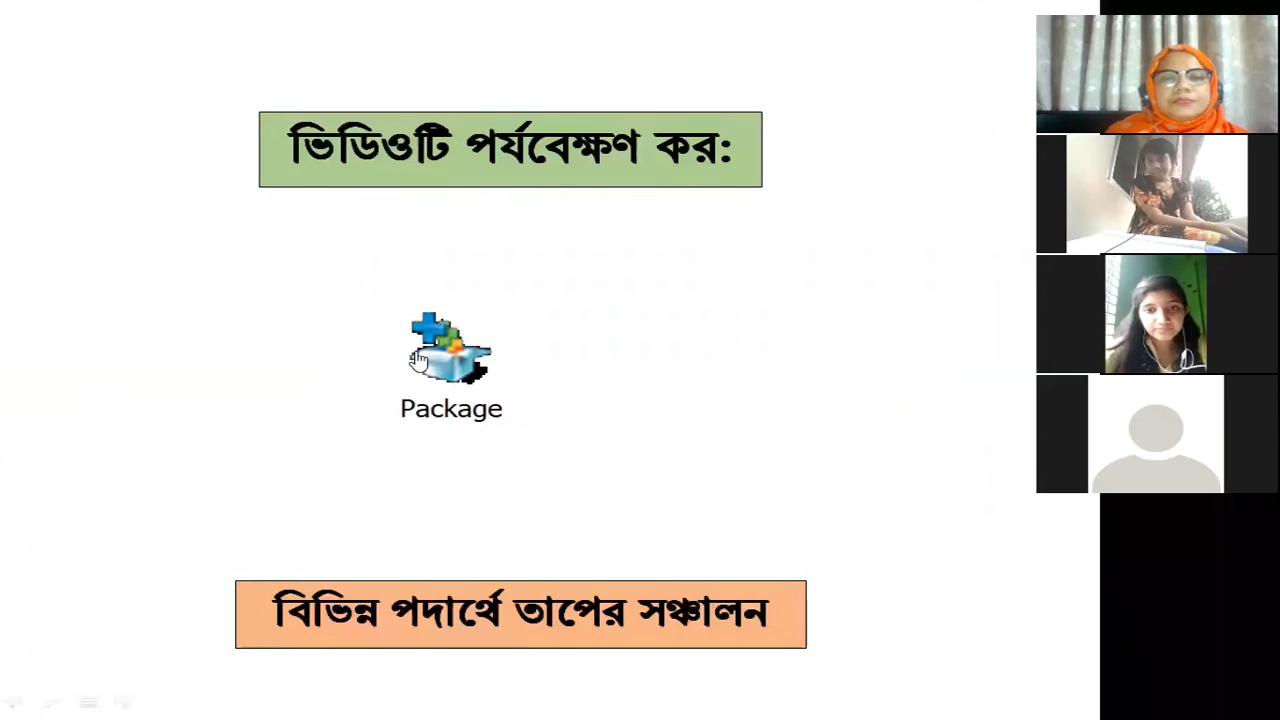 ভিডিওটি পর্যবেক্ষণ কর:
Package
বিভিন্ন পদার্থে তাপের সঞ্চালন